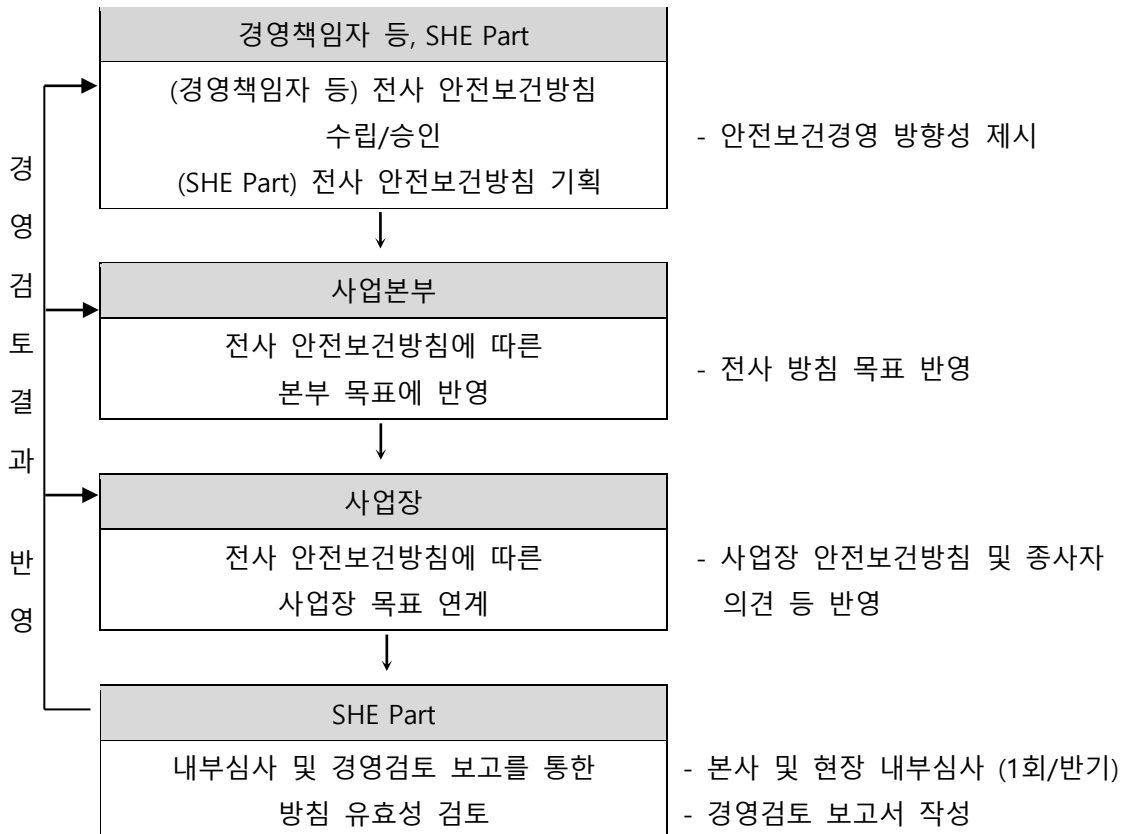 경영책임자 등, SHE Part
(경영책임자 등) 전사 안전보건방침
수립/승인
(SHE Part) 전사 안전보건방침 기획
- 안전보건경영 방향성 제시
사업본부
전사 안전보건방침에 따른
본부 목표에 반영
- 전사 방침 목표 반영
사업장
전사 안전보건방침에 따른
사업장 목표 연계
- 사업장 안전보건방침 및 종사자
의견 등 반영
SHE Part
내부심사 및 경영검토 보고를 통한
방침 유효성 검토
- 본사 및 현장 내부심사 (1회/반기)
- 경영검토 보고서 작성
경
영
검
토
결
과
반
영